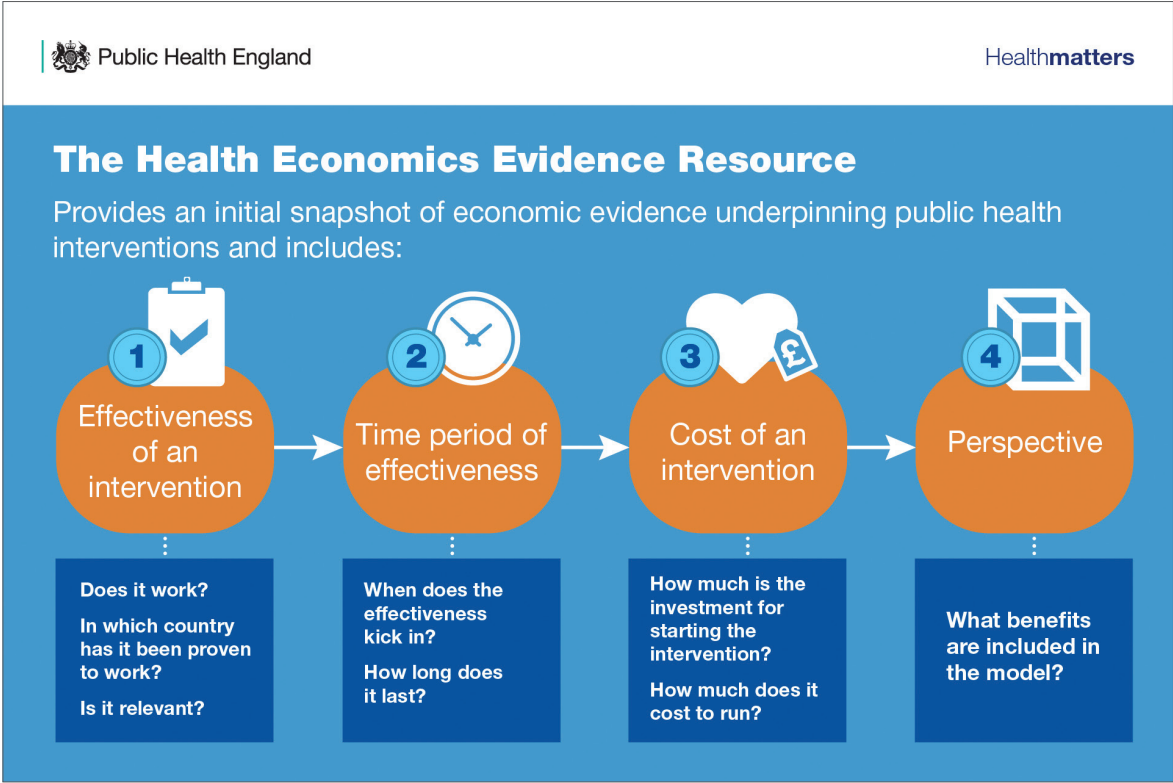 Public Health England
Healthmatters
The Health Economics Evidence Resource
Provides an initial snapshot of economic evidence underpinning public health
interventions and includes:
1
Effectiveness
of an
intervention
Does it work?
In which country
has it been proven
to work?
Is it relevant?
2
Time period of
effectiveness
When does the
effectiveness
kick in?
How long does
it last?
3
£
Cost of an
intervention
How much is the
investment for
starting the
intervention?
How much does it
cost to run?
4
Perspective
What benefits
are included in
the model?